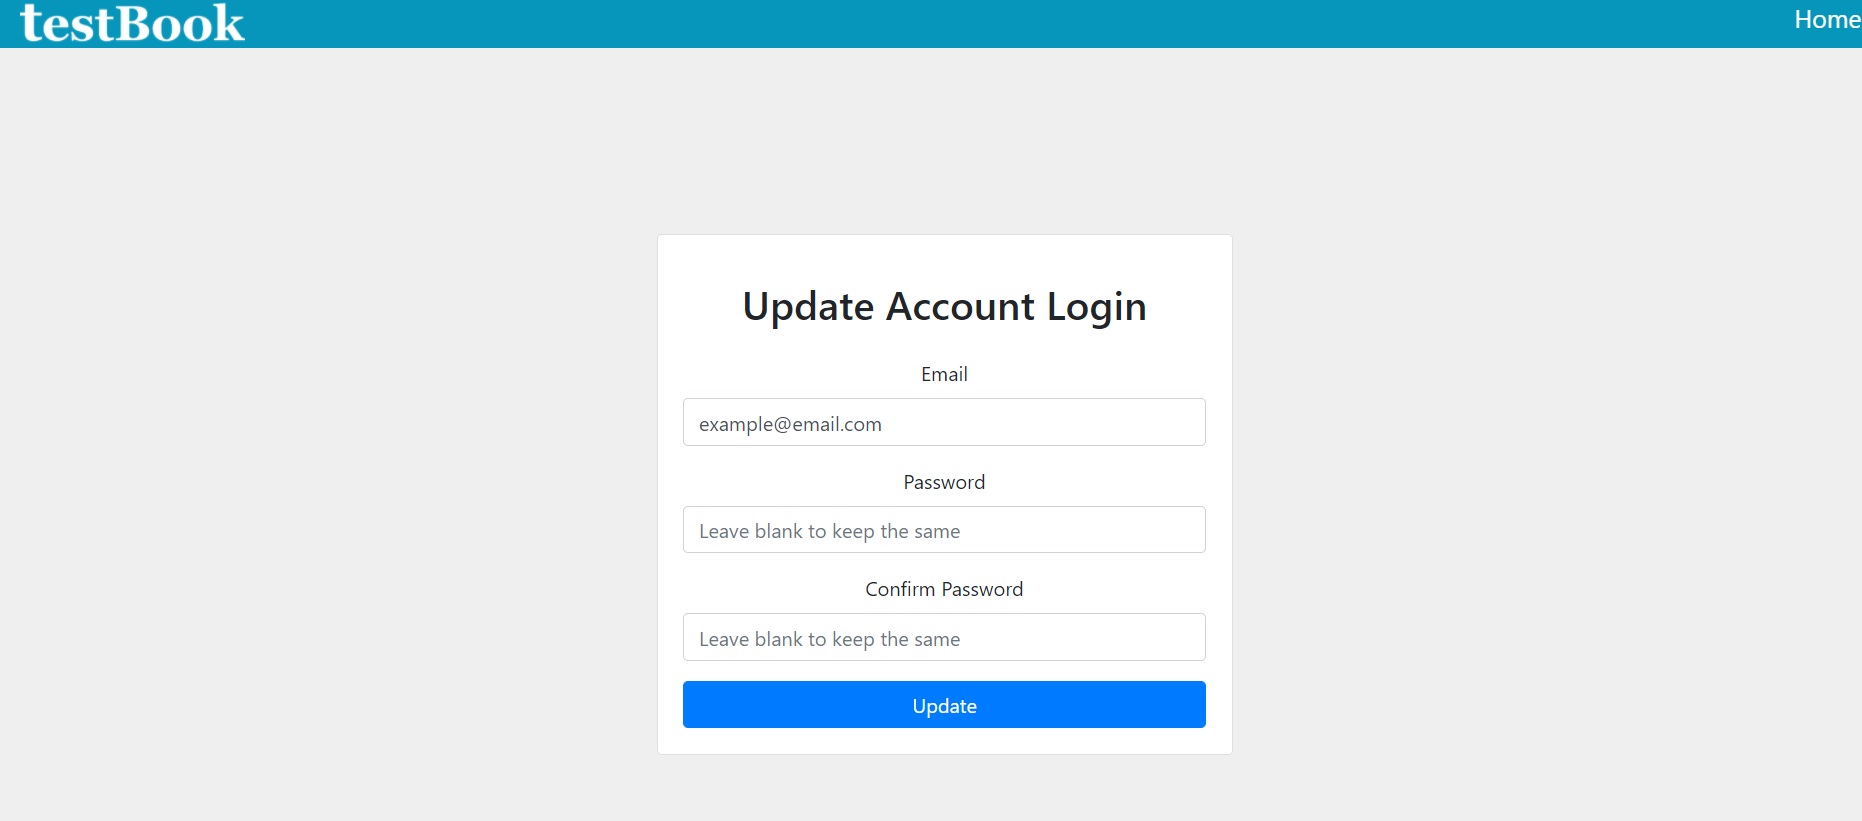 testBook
Home
Update Account Login
Email
example@email.com
Password
Leave blank to keep the same
Confirm Password
Leave blank to keep the same
Update